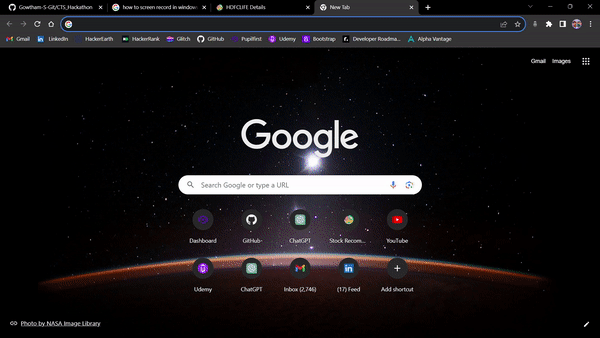 Gowtham-S-Git/CTS_Hackathon
how to screen record in window
HDFCLIFE Details
New Tab
Gmail
LinkedIn
HackerEarth
HackerRank
Glitch
GitHub
Pupilfirst
Udemy
Bootstrap
Developer Roadma...
Alpha Vantage
Gmail Images
Google
Search Google or type a URL
Dashboard
GitHub
ChatGPT
Stock Recom...
YouTube
Udemy
ChatGPT
Inbox (2,746)
(17) Feed
Add shortcut
Photo by NASA Image Library